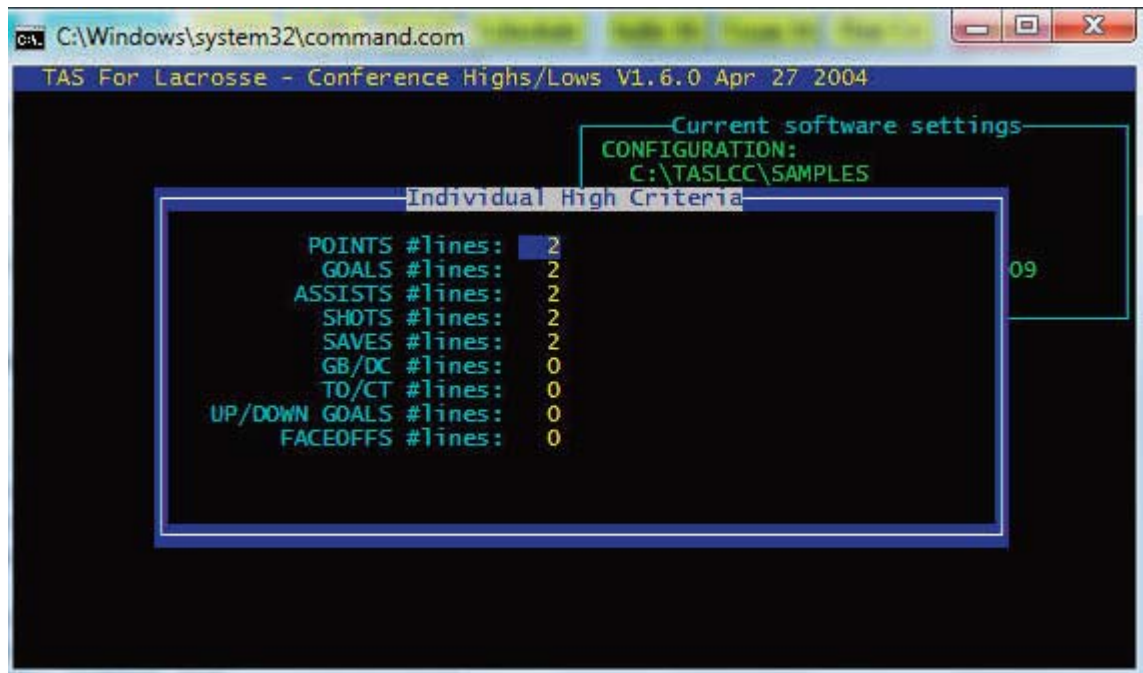 C:\Windows\system32\command.com
TAS For Lacrosse - Conference Highs/Lows V1.6.0 Apr 27 2004
Current software settings
CONFIGURATION:
C:\TASLCC\SAMPLES
Individual High Criteria
POINTS #lines: 2
GOALS #lines: 2
09
ASSISTS #lines: 2
SHOTS #lines: 2
SAVES #lines: 2
GB/DC #lines: 0
TO/CT #lines: 0
UP/DOWN GOALS #lines: 0
FACEOFFS #lines: 0